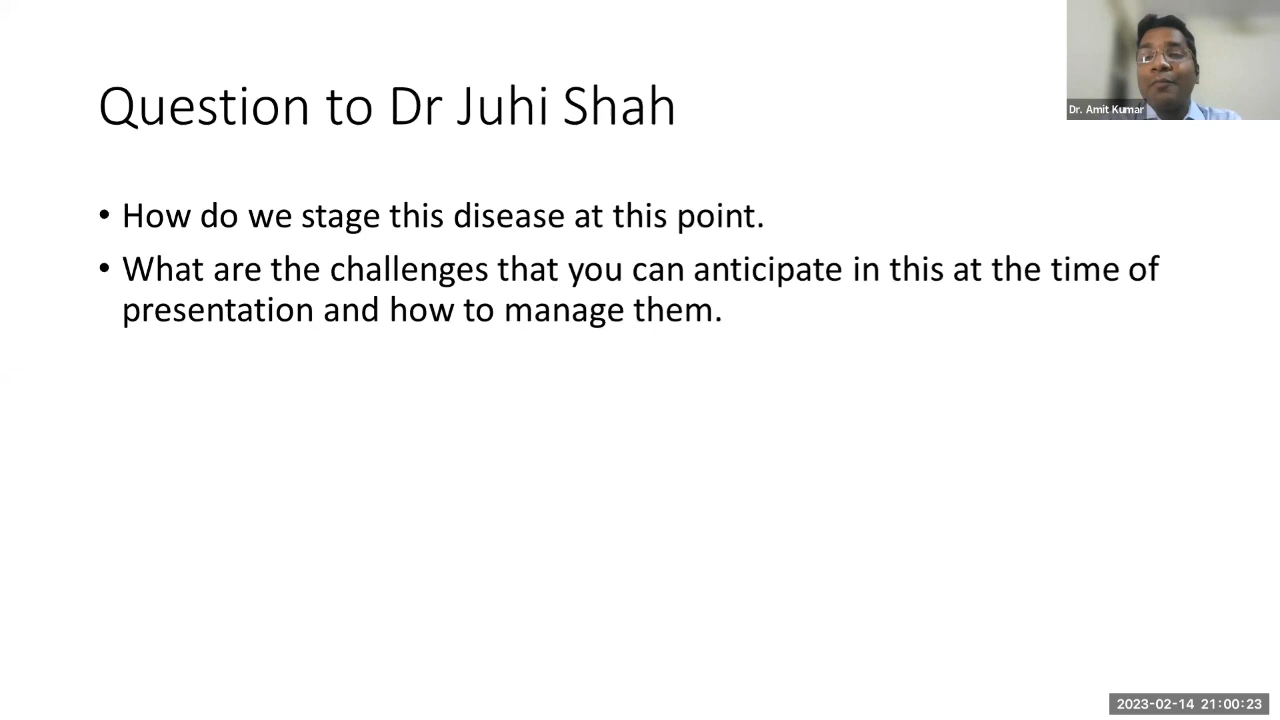 Dr. Amit Kumar
Question to Dr Juhi Shah
• How do we stage this disease at this point.
• What are the challenges that you can anticipate in this at the time of
presentation and how to manage them.
2023-02-14 21:00:23